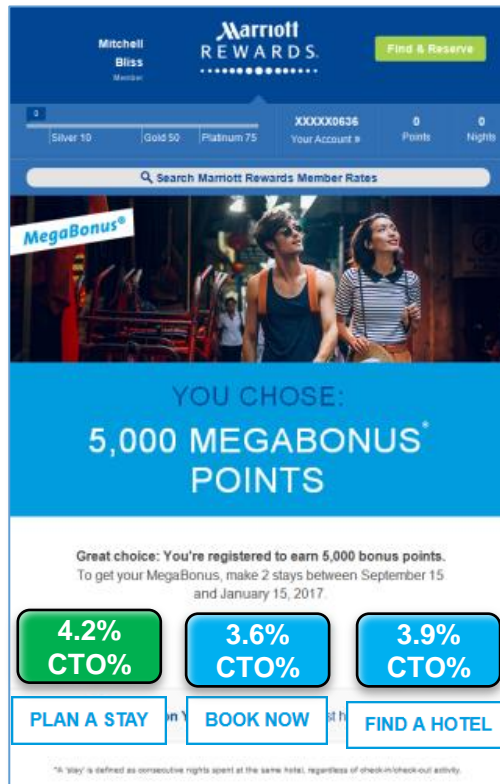 Mitchell
Bliss
Member
Marriott
REWARDS.
Find & Reserve
0
Silver 10
Gold 50
Platinum 75
XXXXX0636
Your Account »
0
Points
0
Nights
Search Marriott Rewards Member Rates
MegaBonus®
YOU CHOSE:
5,000 MEGABONUS*
POINTS
Great choice: You're registered to earn 5,000 bonus points.
To get your MegaBonus, make 2 stays between September 15
and January 15, 2017.
4.2%
CTO%
3.6%
CTO%
3.9%
CTO%
PLAN A STAY
BOOK NOW
FIND A HOTEL
*A 'stay' is defined as consecutive nights spent at the same hotel, regardless of check-in/check-out activity.